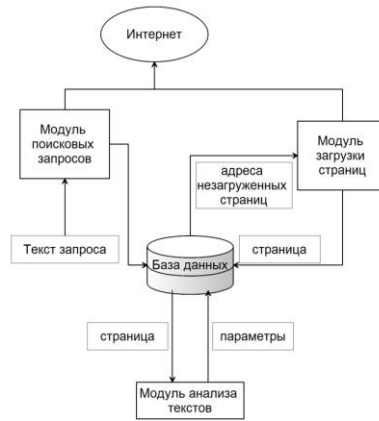 Интернет
Модуль
поисковых
запросов
Модуль
загрузки
страниц
адреса
незагруженных
страниц
Текст запроса
База данных
страница
страница
параметры
Модуль анализа
текстов